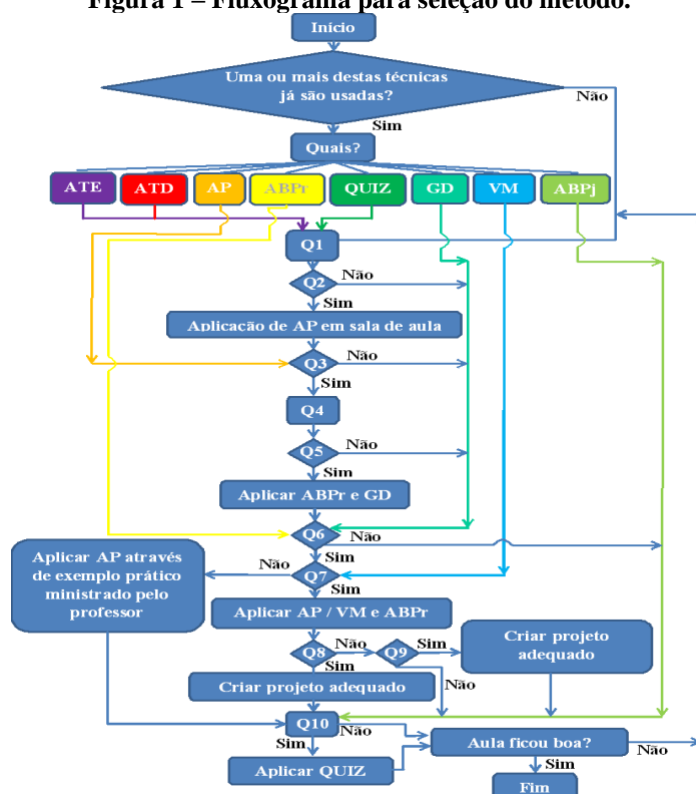 Figura 1 – Fluxograma para seleção do método.
Início
Uma ou mais destas técnicas
já são usadas?
Não
Sim
Quais?
ATE
ATD
AP
ABPr
QUIZ
GD
VM
ABPj
Q1
Não
Q2
Sim
Aplicação de AP em sala de aula
Não
Q3
Sim
Q4
Não
Q5
Sim
Aplicar ABPr e GD
Q6
Não
Sim
Aplicar AP através
de exemplo prático
ministrado pelo
professor
Não
Q7
Sim
Aplicar AP / VM e ABPr
Q8
Não
Q9
Sim
Criar projeto
adequado
Sim
Não
Criar projeto adequado
Q10
Não
Sim
Aula ficou boa?
Não
Aplicar QUIZ
Sim
Fim